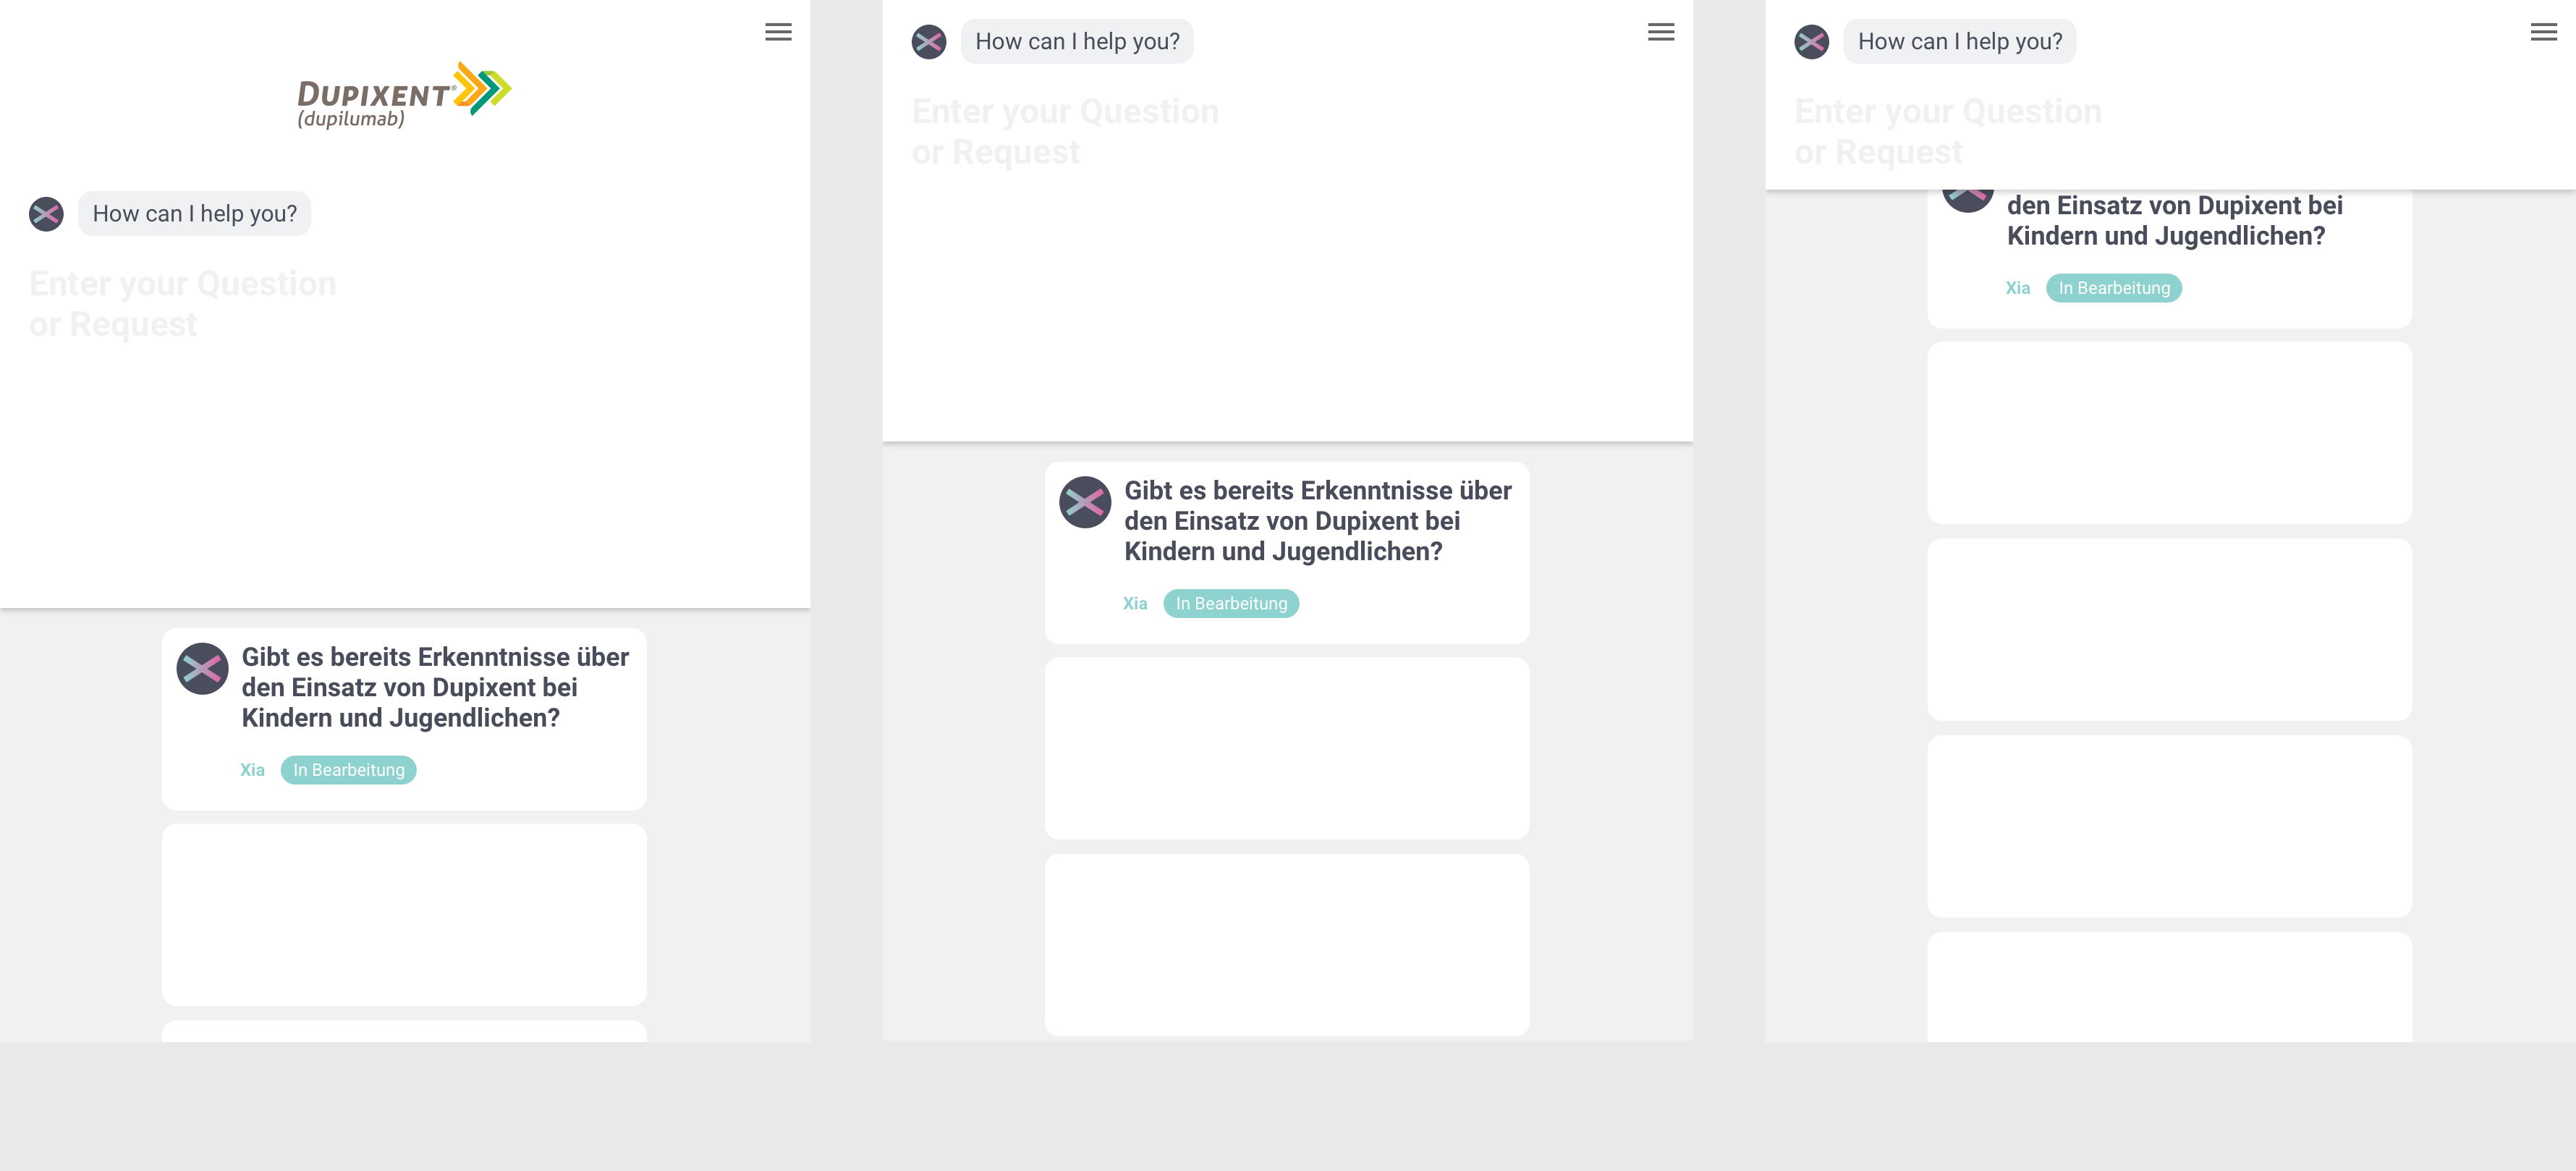 DUPIXENT®
(dupilumab)
How can I help you?
Enter your Question
or Request
Gibt es bereits Erkenntnisse über
den Einsatz von Dupixent bei
Kindern und Jugendlichen?
Xia In Bearbeitung
How can I help you?
Enter your Question
or Request
Gibt es bereits Erkenntnisse über
den Einsatz von Dupixent bei
Kindern und Jugendlichen?
Xia In Bearbeitung
How can I help you?
Enter your Question
or Request
den Einsatz von Dupixent bei
Kindern und Jugendlichen?
Xia In Bearbeitung